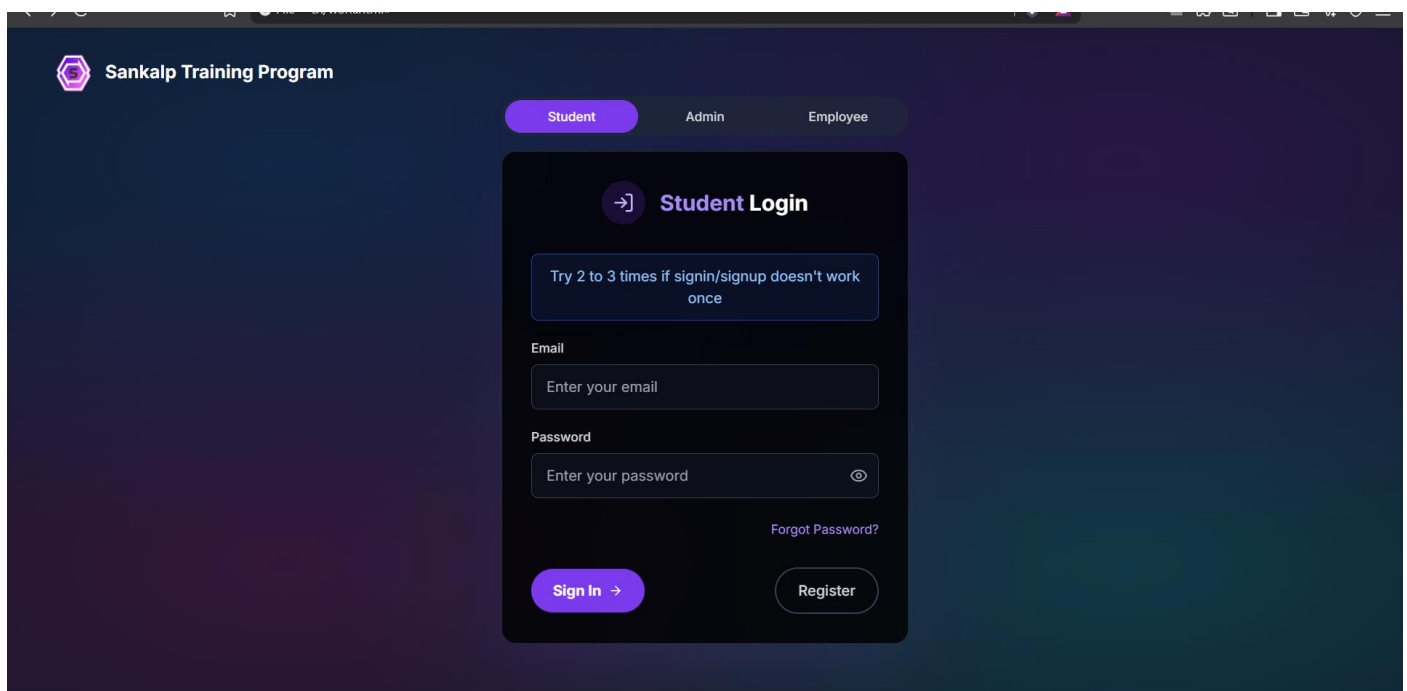 Sankalp Training Program
Student Admin Employee
Student Login
Try 2 to 3 times if signin/signup doesn't work
once
Email
Enter your email
Password
Enter your password
Forgot Password?
Sign In →
Register